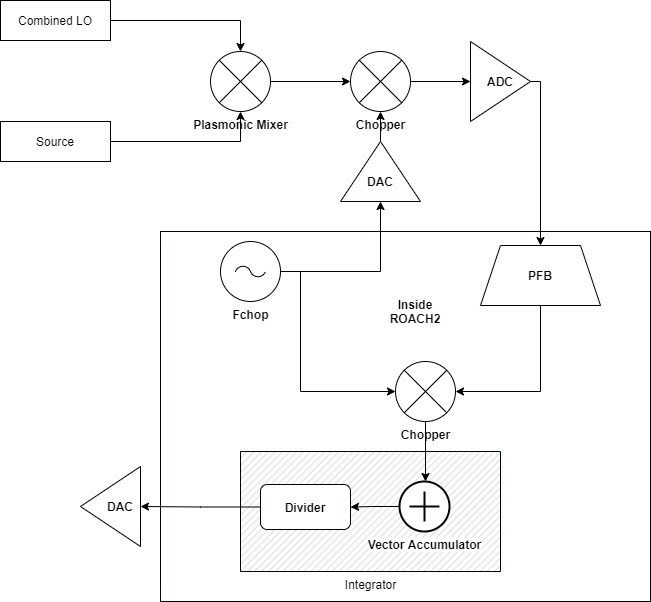 Combined LO
Source
Plasmonic Mixer
Chopper
ADC
DAC
Fchop
PFB
Inside
ROACH2
Chopper
DAC
Divider
Vector Accumulator
Integrator